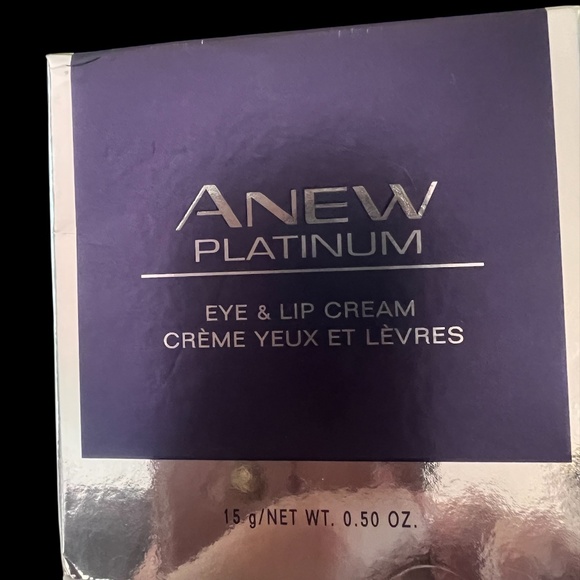 ANEW
PLATINUM
EYE & LIP CREAM
CRÈME YEUX ET LÈVRES
15 g/NET WT. 0.50 OZ.